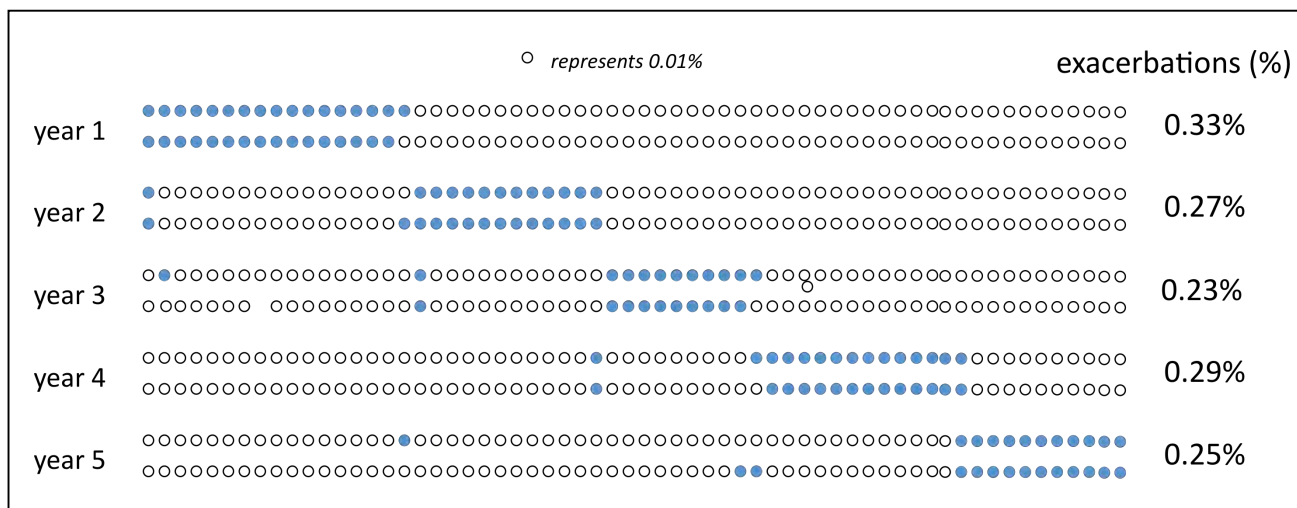 represents 0.01%
exacerbations (%)
year 1 0.33%
year 2 0.27%
year 3 0.23%
year 4 0.29%
year 5 0.25%